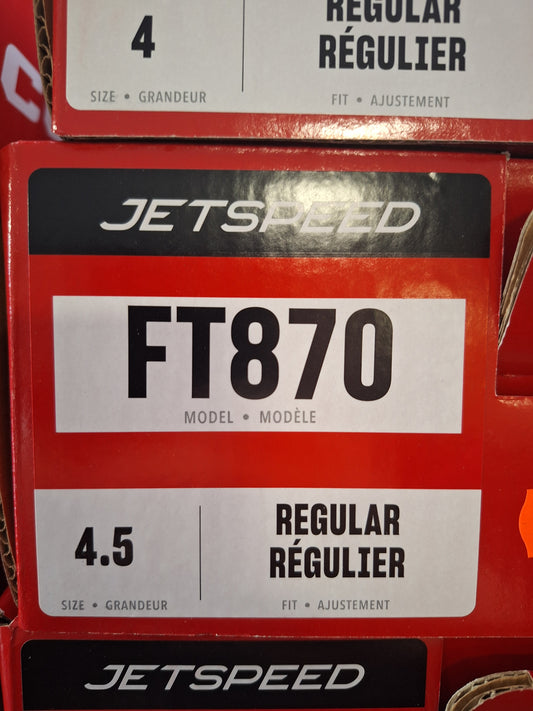 REGULAR
4
RÉGULIER
SIZE • GRANDEUR
FIT • AJUSTEMENT
C
JETSPEED
FT870
MODEL • MODÈLE
4.5
REGULAR
RÉGULIER
SIZE • GRANDEUR
FIT • AJUSTEMENT
JETSPEED